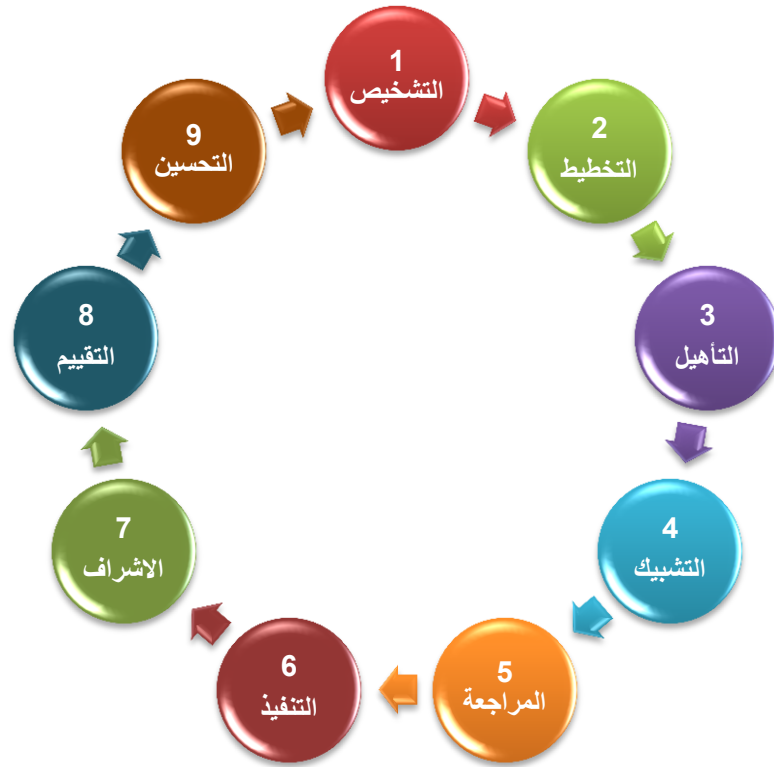 1
التشخيص
2
التخطيط
3
التأهيل
4
التشبيك
5
المراجعة
6
التنفيذ
7
الاشراف
8
التقييم
9
التحسين